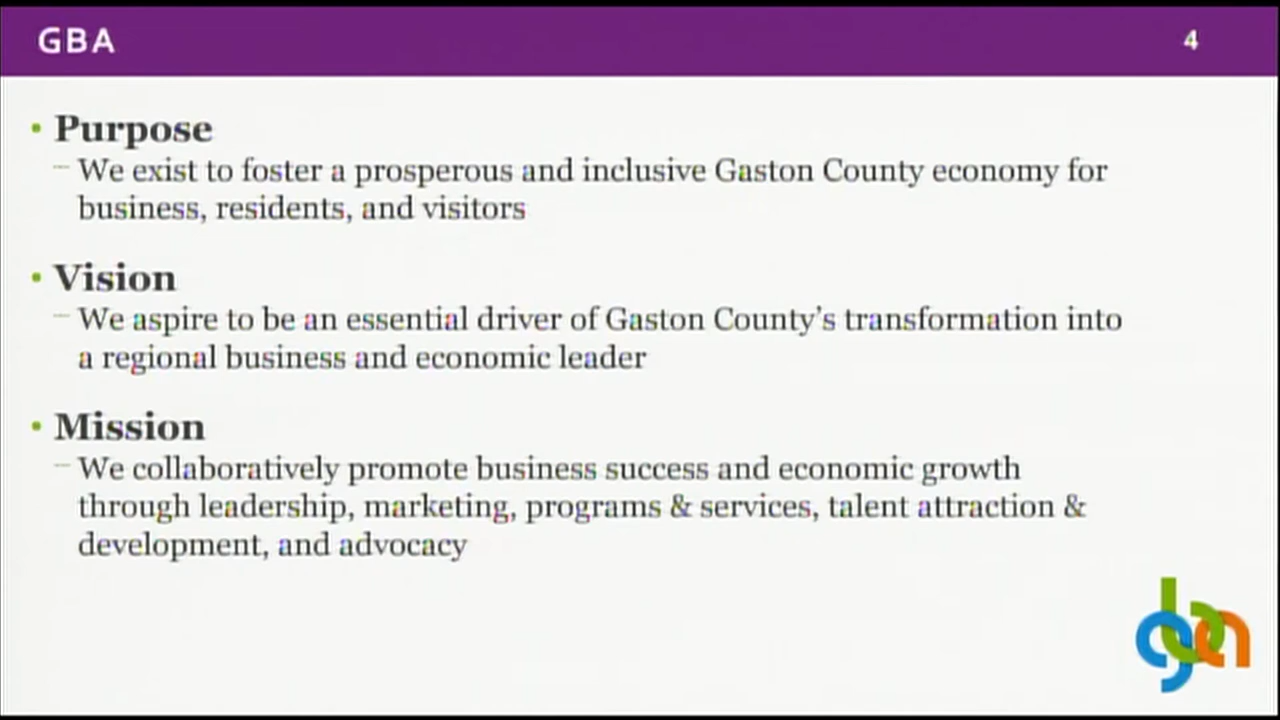 GBA
4
• Purpose
– We exist to foster a prosperous and inclusive Gaston County economy for
business, residents, and visitors
• Vision
– We aspire to be an essential driver of Gaston County’s transformation into
a regional business and economic leader
• Mission
– We collaboratively promote business success and economic growth
through leadership, marketing, programs & services, talent attraction &
development, and advocacy
gba